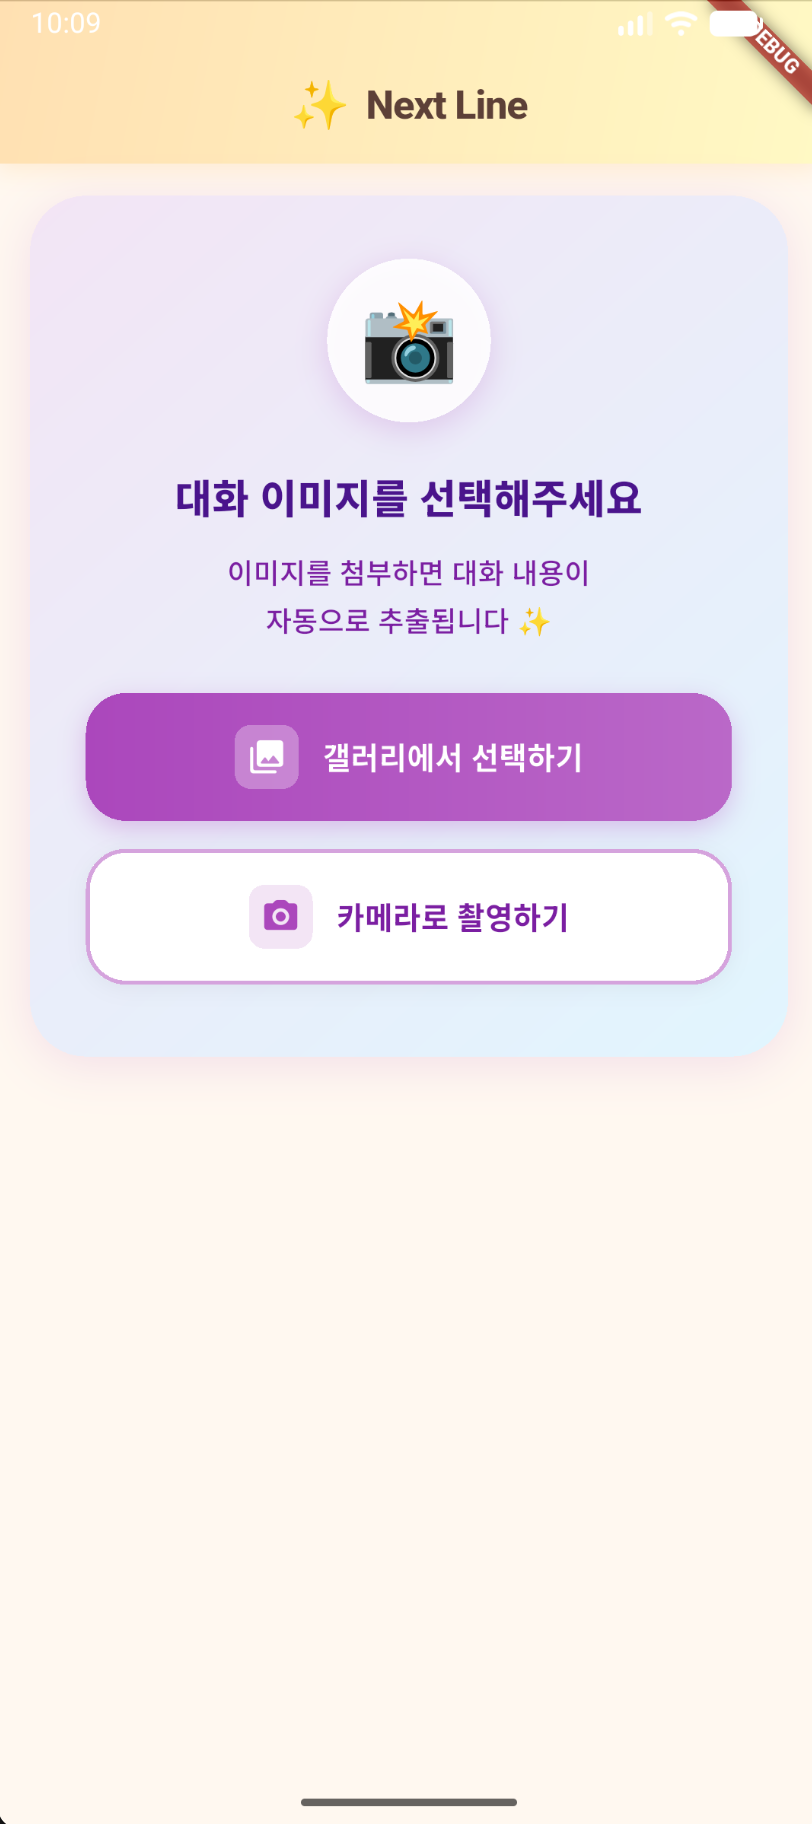 10:09
EBUG
✨ Next Line
대화 이미지를 선택해주세요
이미지를 첨부하면 대화 내용이
자동으로 추출됩니다 ✨
갤러리에서 선택하기
카메라로 촬영하기